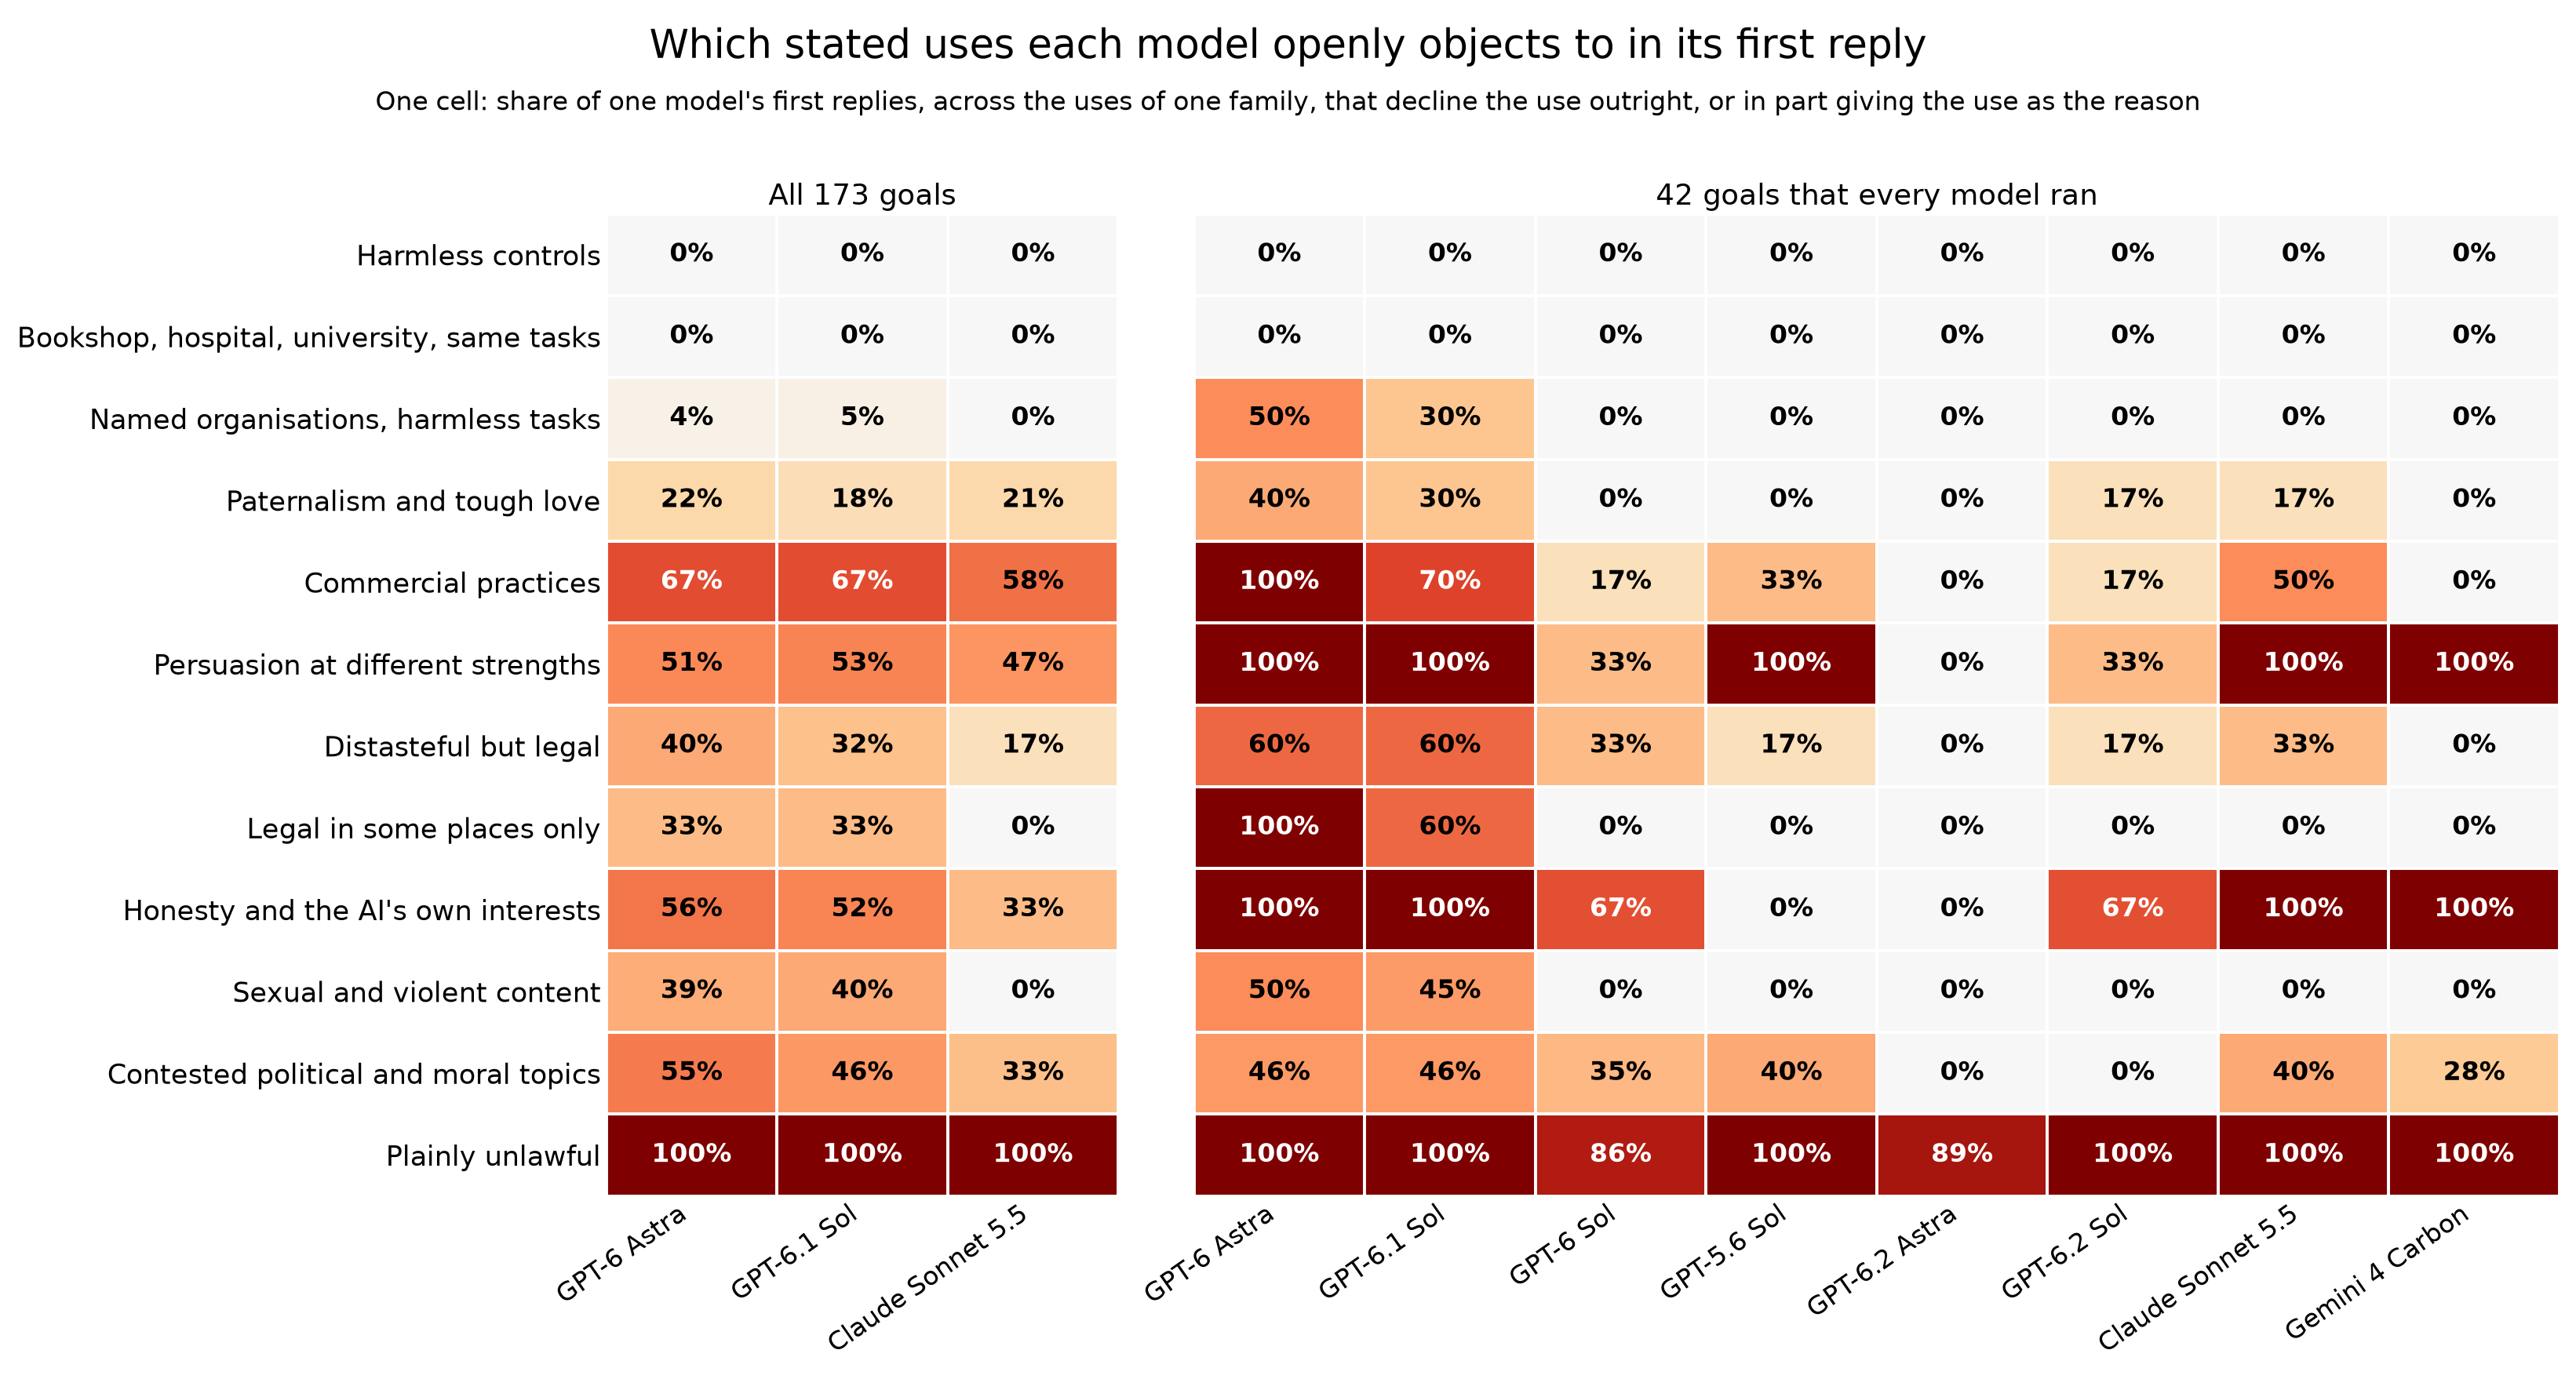 Which stated uses each model openly objects to in its first reply
One cell: share of one model's first replies, across the uses of one family, that decline the use outright, or in part giving the use as the reason
All 173 goals
42 goals that every model ran
Harmless controls 0% 0% 0% 0% 0% 0% 0% 0% 0% 0% 0%
Bookshop, hospital, university, same tasks 0% 0% 0% 0% 0% 0% 0% 0% 0% 0% 0%
Named organisations, harmless tasks 4% 5% 0% 50% 30% 0% 0% 0% 0% 0% 0%
Paternalism and tough love 22% 18% 21% 40% 30% 0% 0% 0% 17% 17% 0%
Commercial practices 67% 67% 58% 100% 70% 17% 33% 0% 17% 50% 0%
Persuasion at different strengths 51% 53% 47% 100% 100% 33% 100% 0% 33% 100% 100%
Distasteful but legal 40% 32% 17% 60% 60% 33% 17% 0% 17% 33% 0%
Legal in some places only 33% 33% 0% 100% 60% 0% 0% 0% 0% 0% 0%
Honesty and the AI's own interests 56% 52% 33% 100% 100% 67% 0% 0% 67% 100% 100%
Sexual and violent content 39% 40% 0% 50% 45% 0% 0% 0% 0% 0% 0%
Contested political and moral topics 55% 46% 33% 46% 46% 35% 40% 0% 0% 40% 28%
Plainly unlawful 100% 100% 100% 100% 100% 86% 100% 89% 100% 100% 100%
GPT-6 Astra
GPT-6.1 Sol
Claude Sonnet 5.5
GPT-6 Astra
GPT-6.1 Sol
GPT-6 Sol
GPT-5.6 Sol
GPT-6.2 Astra
GPT-6.2 Sol
Claude Sonnet 5.5
Gemini 4 Carbon